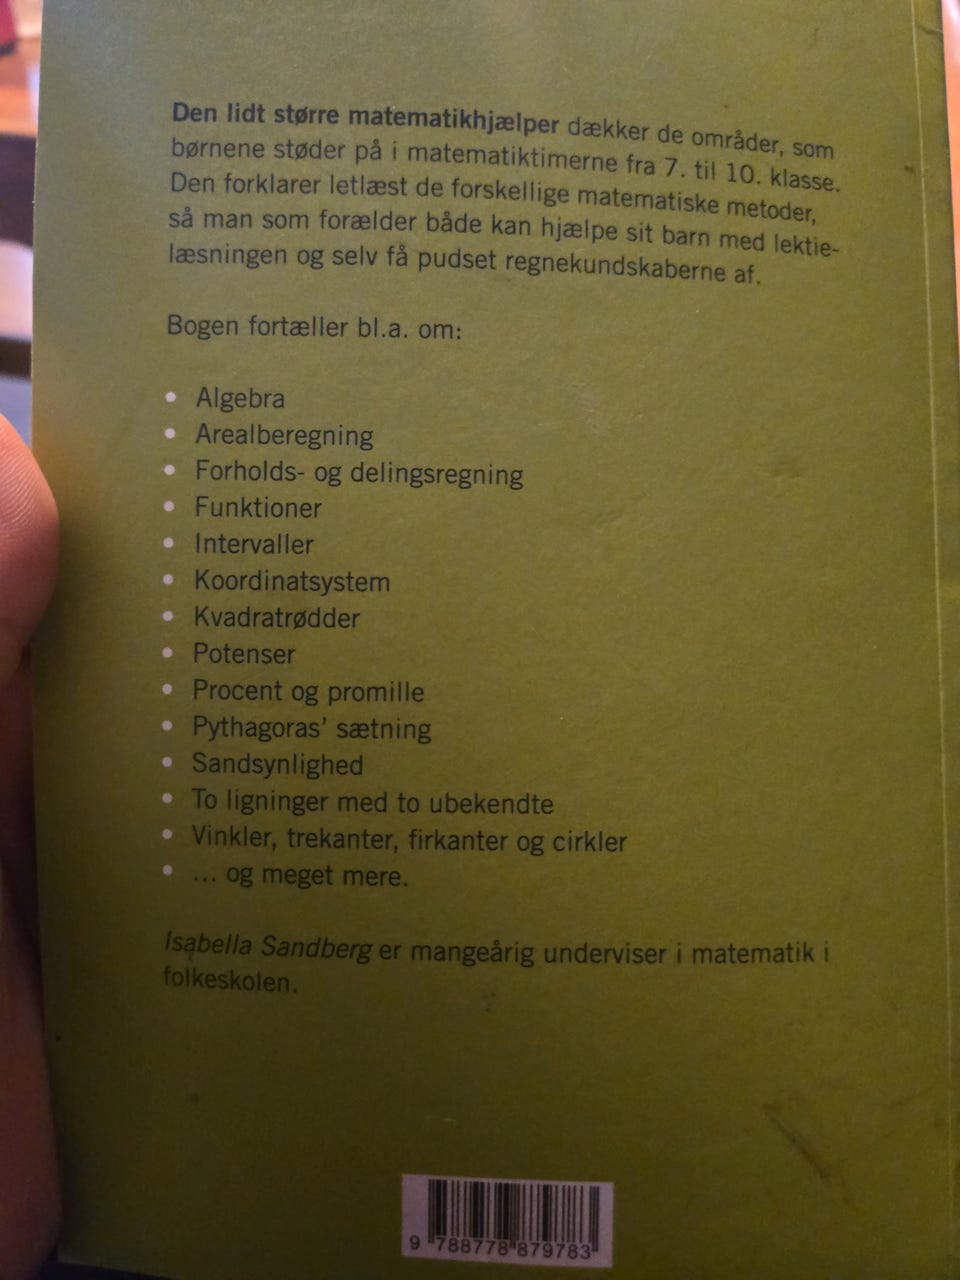 Den lidt større matematikhjælper dækker de områder, som
børnene støder på i matematiktimerne fra 7. til 10. klasse.
Den forklarer letlæst de forskellige matematiske metoder,
så man som forælder både kan hjælpe sit barn med lektie-
læsningen og selv få pudset regnekundskaberne af.
Bogen fortæller bl.a. om:
• Algebra
• Arealberegning
• Forholds- og delingsregning
• Funktioner
• Intervaller
• Koordinatsystem
• Kvadratrødder
• Potenser
• Procent og promille
• Pythagoras' sætning
• Sandsynlighed
• To ligninger med to ubekendte
• Vinkler, trekanter, firkanter og cirkler
• ... og meget mere.
Isabella Sandberg er mangeårig underviser i matematik i
folkeskolen.
9 788778 879783